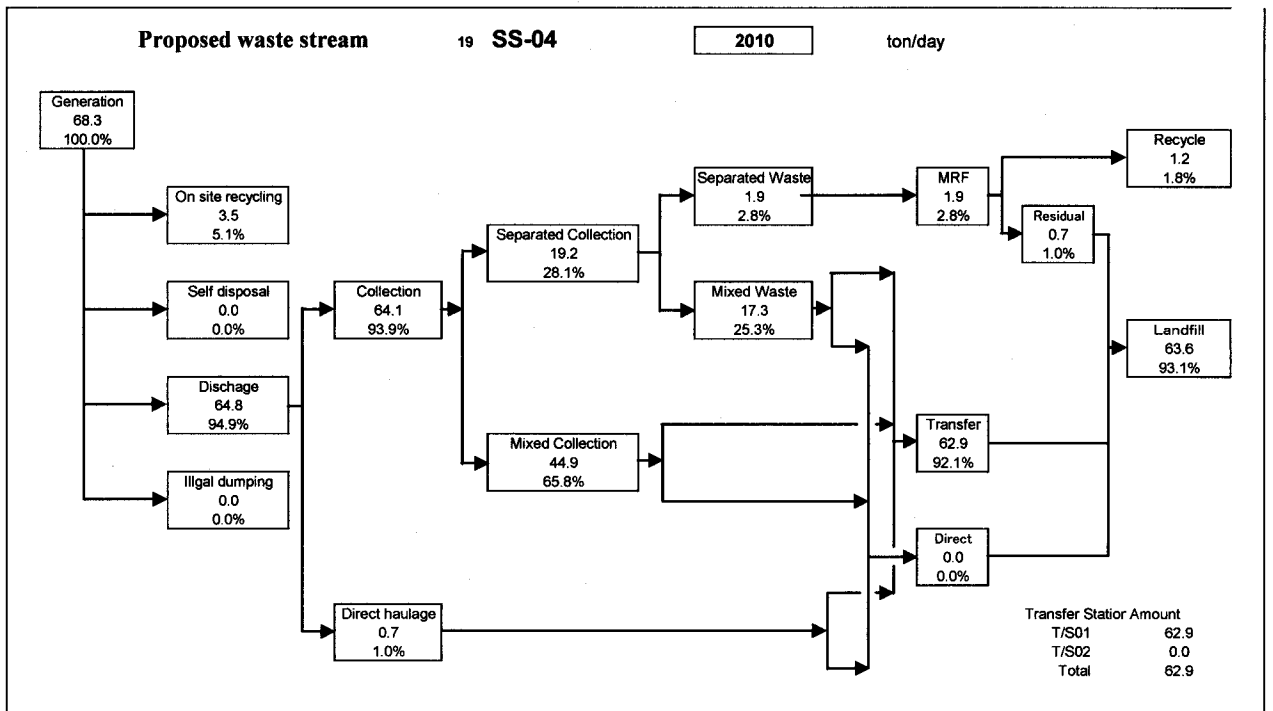 Proposed waste stream 19 SS-04 2010 ton/day
Generation
68.3
100.0%
On site recycling
3.5
5.1%
Self disposal
0.0
0.0%
Dischage
64.8
94.9%
Illgal dumping
0.0
0.0%
Collection
64.1
93.9%
Direct haulage
0.7
1.0%
Separated Collection
19.2
28.1%
Mixed Collection
44.9
65.8%
Separated Waste
1.9
2.8%
Mixed Waste
17.3
25.3%
MRF
1.9
2.8%
Residual
0.7
1.0%
Recycle
1.2
1.8%
Landfill
63.6
93.1%
Transfer
62.9
92.1%
Direct
0.0
0.0%
Transfer Statior Amount
T/S01 62.9
T/S02 0.0
Total 62.9